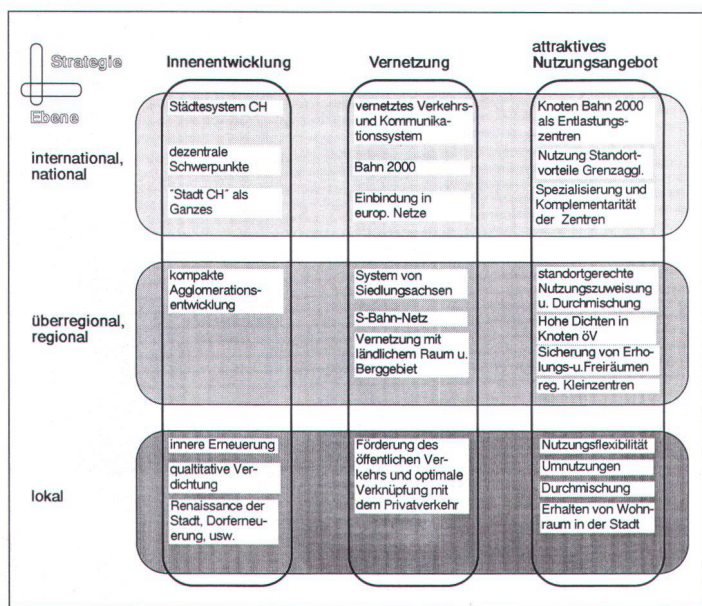 Strategie
Ebene
Innenentwicklung
Vernetzung
attraktives
Nutzungsangebot
international,
national
Städtesystem CH
dezentrale
Schwerpunkte
"Stadt CH" als
Ganzes
vernetztes Verkehrs-
und Kommunika-
tionssystem
Bahn 2000
Einbindung in
europ. Netze
Knoten Bahn 2000
als Entlastungs-
zentren
Nutzung Standort-
vorteile Grenzaggl.
Spezialisierung und
Komplementarität
der Zentren
überregional,
regional
kompakte
Agglomerations-
entwicklung
System von
Siedlungsachsen
S-Bahn-Netz
Vernetzung mit
ländlichem Raum u.
Berggebiet
standortgerechte
Nutzungszuweisung
u. Durchmischung
Hohe Dichten in
Knoten öV
Sicherung von Erho-
lungs-u.Freiräumen
reg. Kleinzentren
lokal
innere Erneuerung
qualtitative Ver-
dichtung
Renaissance der
Stadt, Dorferneu-
erung, usw.
Förderung des
öffentlichen Ver-
kehrs und optimale
Verknüpfung mit
dem Privatverkehr
Nutzungsflexibilität
Umnutzungen
Durchmischung
Erhalten von Wohn-
raum in der Stadt